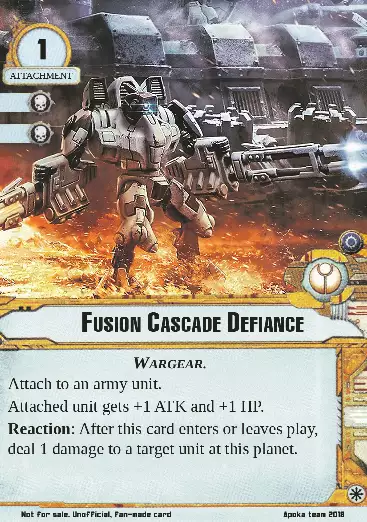 1
ATTACHMENT
FUSION CASCADE DEFIANCE
WARGEAR.
Attach to an army unit.
Attached unit gets +1 ATK and +1 HP.
Reaction: After this card enters or leaves play,
deal 1 damage to a target unit at this planet.
Not for sale. Unofficial, Fan-made card Apoka team 2018